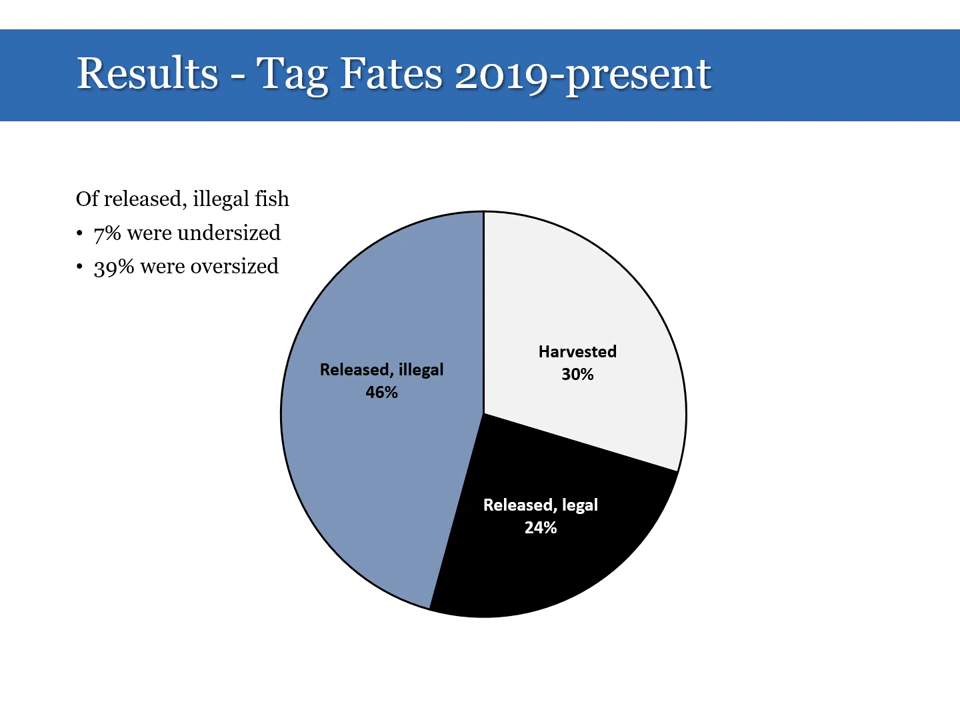 Results - Tag Fates 2019-present
Of released, illegal fish
• 7% were undersized
• 39% were oversized
Released, illegal
46%
Harvested
30%
Released, legal
24%